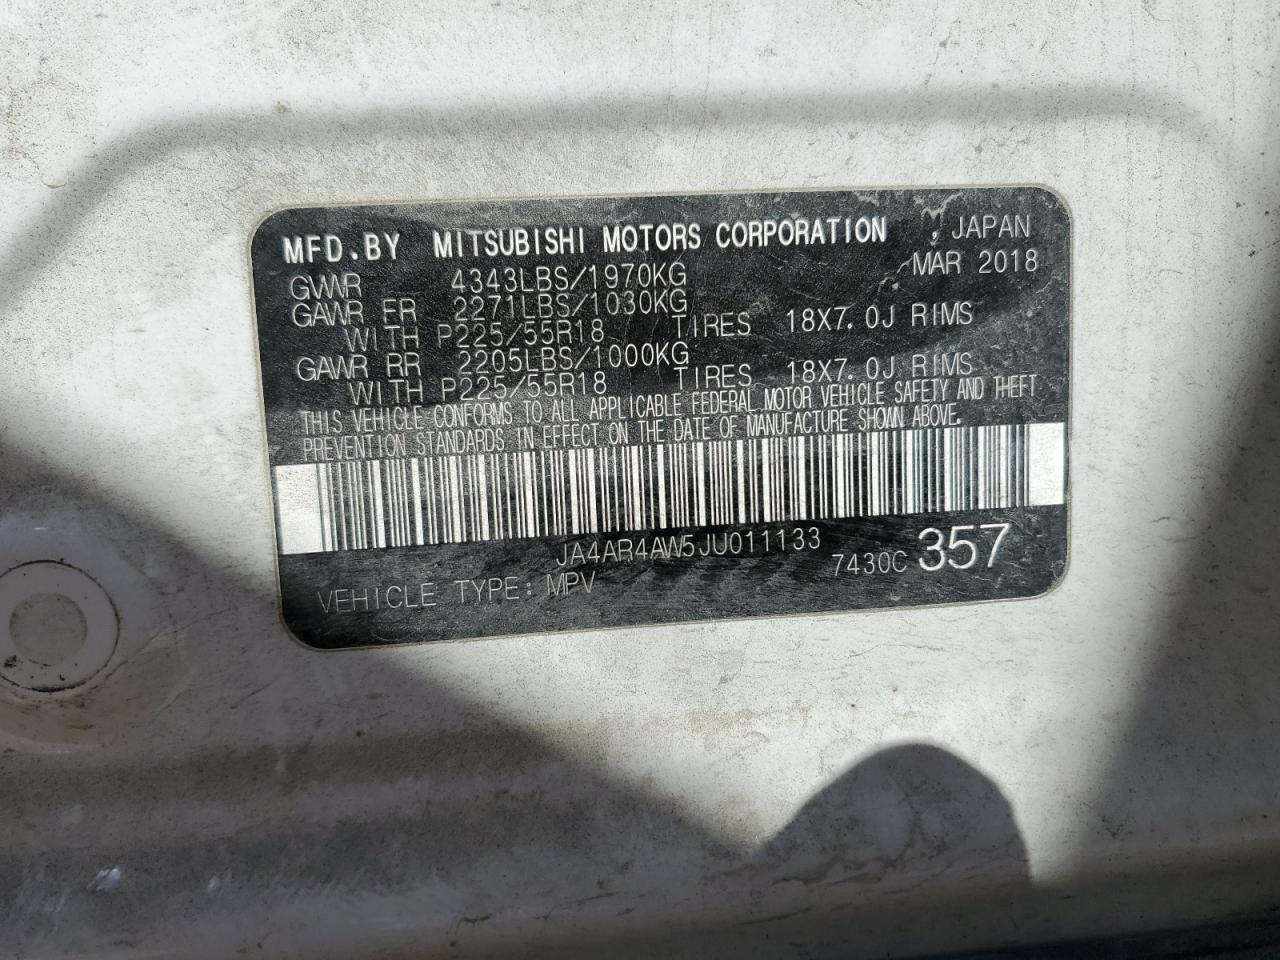 MFD.BY MITSUBISHI MOTORS CORPORATION , JAPAN
MAR 2018
GVWR 4343LBS/1970KG
GAWR FR 2271LBS/1030KG
WITH P225/55R18 TIRES 18X7.0J RIMS
GAWR RR 2205LBS/1000KG
WITH P225/55R18 TIRES 18X7.0J RIMS
THIS VEHICLE CONFORMS TO ALL APPLICABLE FEDERAL MOTOR VEHICLE SAFETY AND THEFT
PREVENTION STANDARDS IN EFFECT ON THE DATE OF MANUFACTURE SHOWN ABOVE.
JA4AR4AW5JU011133
7430C 357
VEHICLE TYPE: MPV